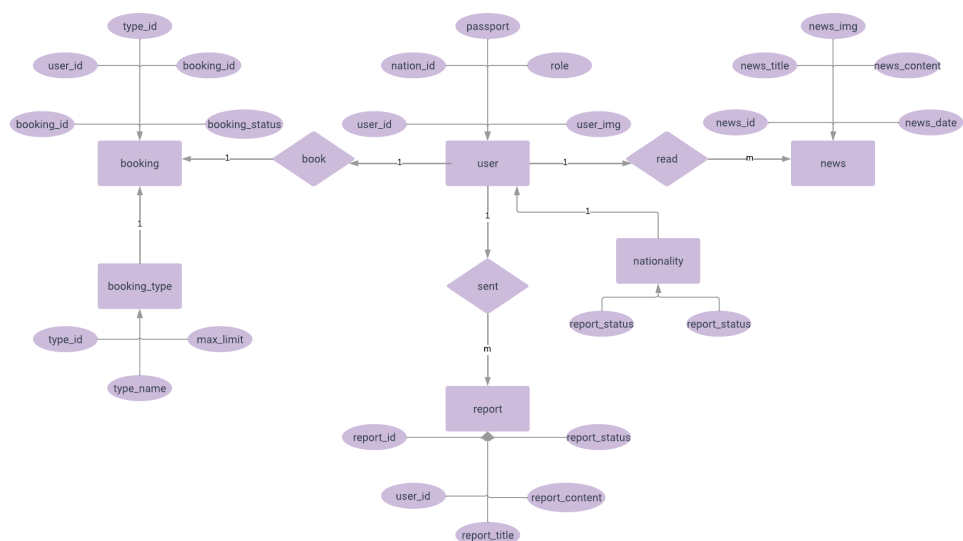 type_id
passport
news_img
user_id
booking_id
nation_id
role
news_title
news_content
booking_id
booking_status
user_id
user_img
news_id
news_date
booking
1
book
1
user
1
read
m
news
1
1
1
nationality
booking_type
sent
report_status
report_status
type_id
max_limit
m
type_name
report
report_id
report_status
user_id
report_content
report_title